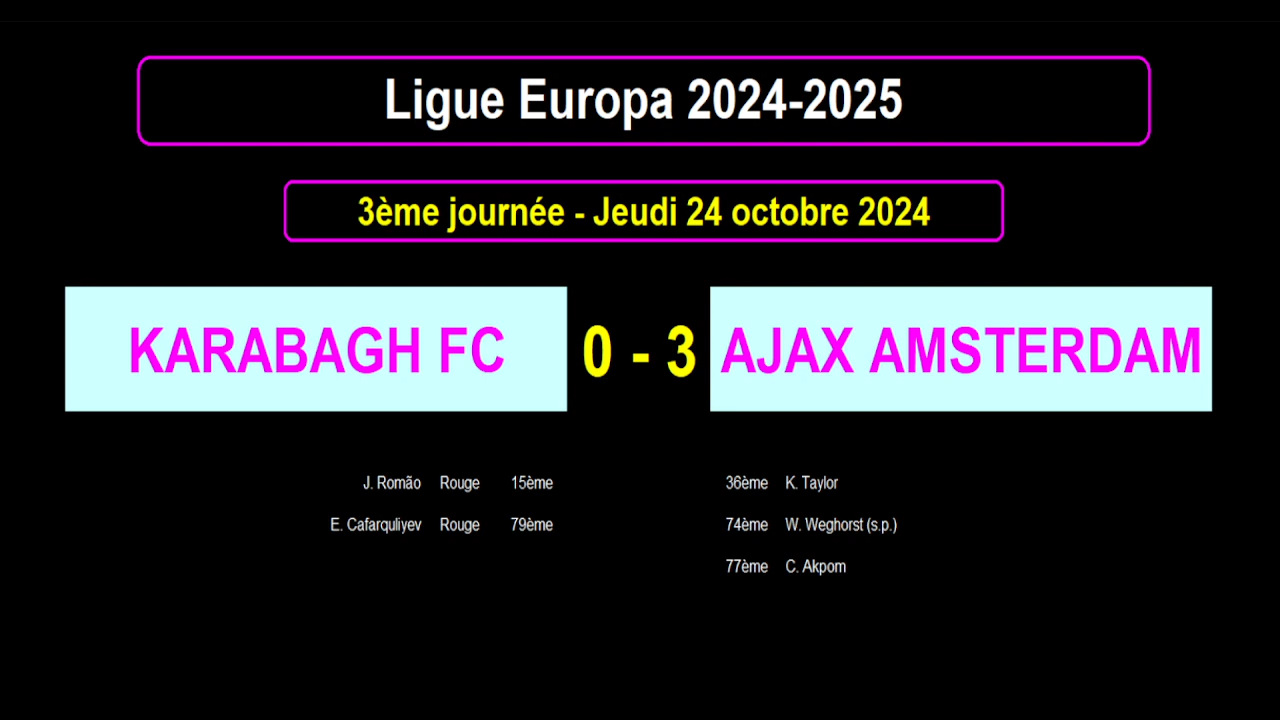 Ligue Europa 2024-2025
3ème journée - Jeudi 24 octobre 2024
KARABAGH FC 0 - 3 AJAX AMSTERDAM
J. Romão Rouge 15ème 36ème K. Taylor
E. Cafarquliyev Rouge 79ème 74ème W. Weghorst (s.p.)
77ème C. Akpom